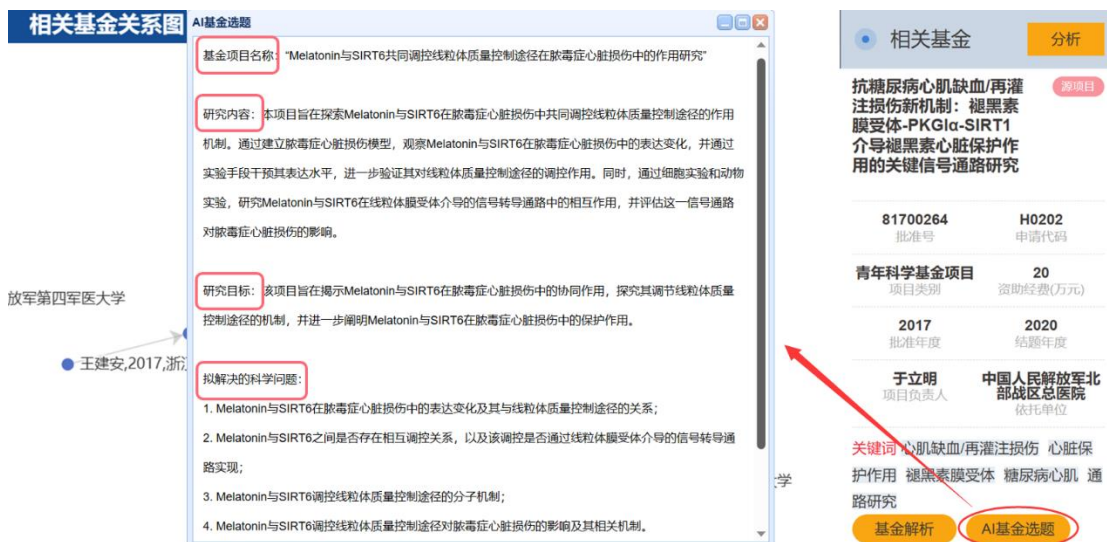 相关基金关系图
AI基金选题
基金项目名称：“Melatonin与SIRT6共同调控线粒体质量控制途径在脓毒症心脏损伤中的作用研究”
研究内容：本项目旨在探索Melatonin与SIRT6在脓毒症心脏损伤中共同调控线粒体质量控制途径的作用
机制。通过建立脓毒症心脏损伤模型，观察Melatonin与SIRT6在脓毒症心脏损伤中的表达变化，并通过
实验手段干预其表达水平，进一步验证其对线粒体质量控制途径的调控作用。同时，通过细胞实验和动物
实验，研究Melatonin与SIRT6在线粒体膜受体介导的信号转导通路中的相互作用，并评估这一信号通路
对脓毒症心脏损伤的影响。
研究目标：该项目旨在揭示Melatonin与SIRT6在脓毒症心脏损伤中的协同作用，探究其调节线粒体质量
控制途径的机制，并进一步阐明Melatonin与SIRT6在脓毒症心脏损伤中的保护作用。
拟解决的科学问题：
1. Melatonin与SIRT6在脓毒症心脏损伤中的表达变化及其与线粒体质量控制途径的关系；
2. Melatonin与SIRT6之间是否存在相互调控关系，以及该调控是否通过线粒体膜受体介导的信号转导通
路实现；
3. Melatonin与SIRT6调控线粒体质量控制途径的分子机制；
4. Melatonin与SIRT6调控线粒体质量控制途径对脓毒症心脏损伤的影响及其相关机制。
放军第四军医大学
王建安,2017,浙江
学
相关基金
分析
抗糖尿病心肌缺血/再灌
注损伤新机制：褪黑素
膜受体-PKGIα-SIRT1
介导褪黑素心脏保护作
用的关键信号通路研究
源项目
81700264 H0202
批准号 申请代码
青年科学基金项目 20
项目类别 资助经费(万元)
2017 2020
批准年度 结题年度
于立明 中国人民解放军北
部战区总医院
项目负责人 依托单位
关键词 心肌缺血/再灌注损伤 心脏保
护作用 褪黑素膜受体 糖尿病心肌 通
路研究
基金解析 AI基金选题